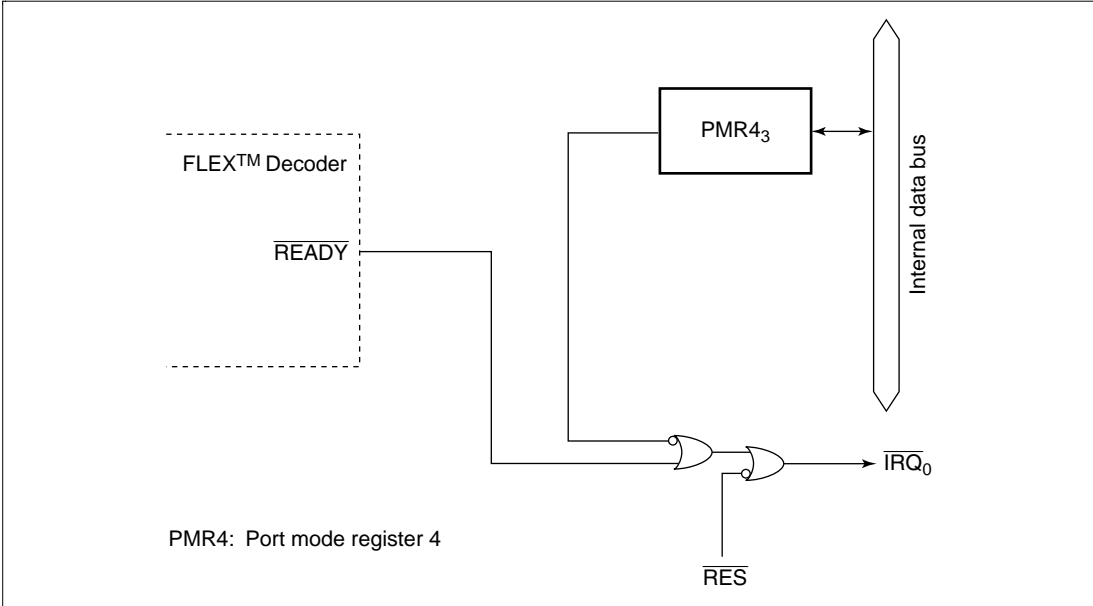 PMR4₃
FLEX™ Decoder
READY
Internal data bus
IRQ₀
PMR4: Port mode register 4
RES